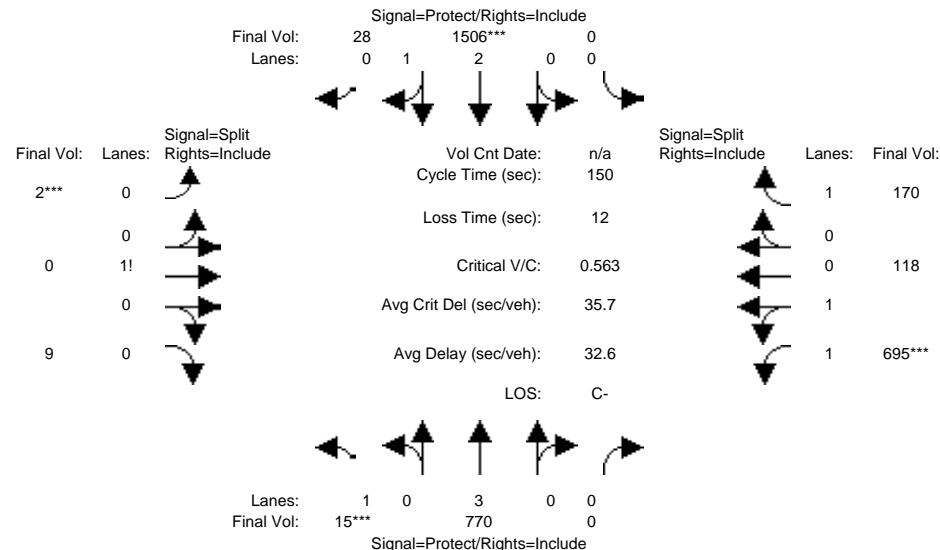 Signal=Protect/Rights=Include
Final Vol: 28 1506*** 0
Lanes: 0 1 2 0 0
Signal=Split
Final Vol: Lanes: Rights=Include
Vol Cnt Date: n/a
Signal=Split
Rights=Include Lanes: Final Vol:
Cycle Time (sec): 150
2*** 0
1 170
Loss Time (sec): 12
0
0
0 1!
Critical V/C: 0.563
0 118
0
Avg Crit Del (sec/veh): 35.7
1
9 0
Avg Delay (sec/veh): 32.6
1 695***
LOS: C-
Lanes: 1 0 3 0 0
Final Vol: 15*** 770 0
Signal=Protect/Rights=Include